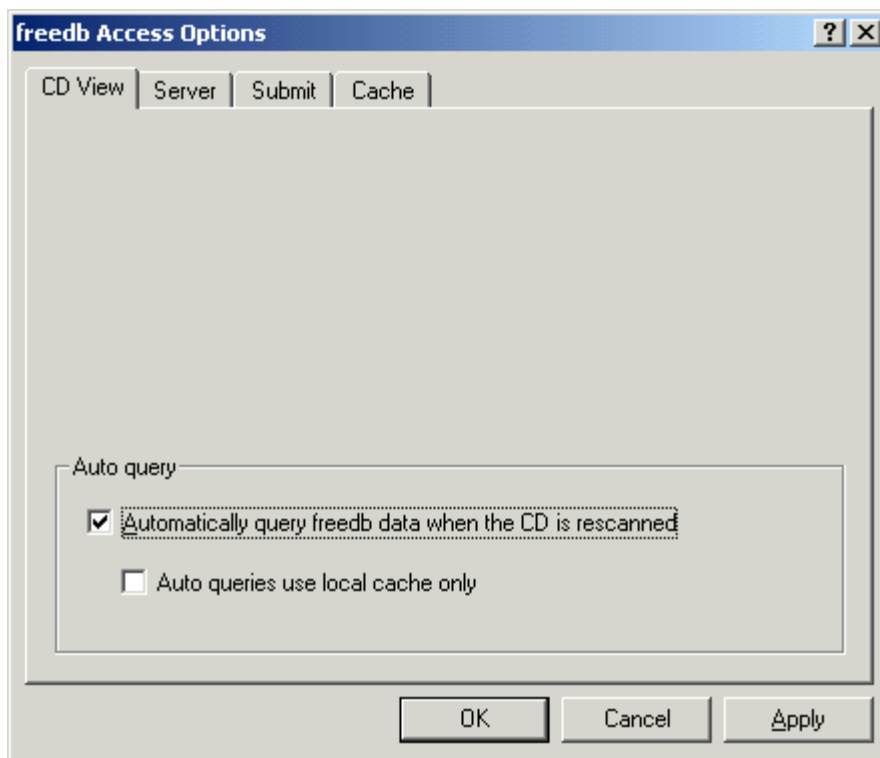 freedb Access Options
CD View Server Submit Cache
Auto query
Automatically query freedb data when the CD is rescanned
Auto queries use local cache only
OK Cancel Apply